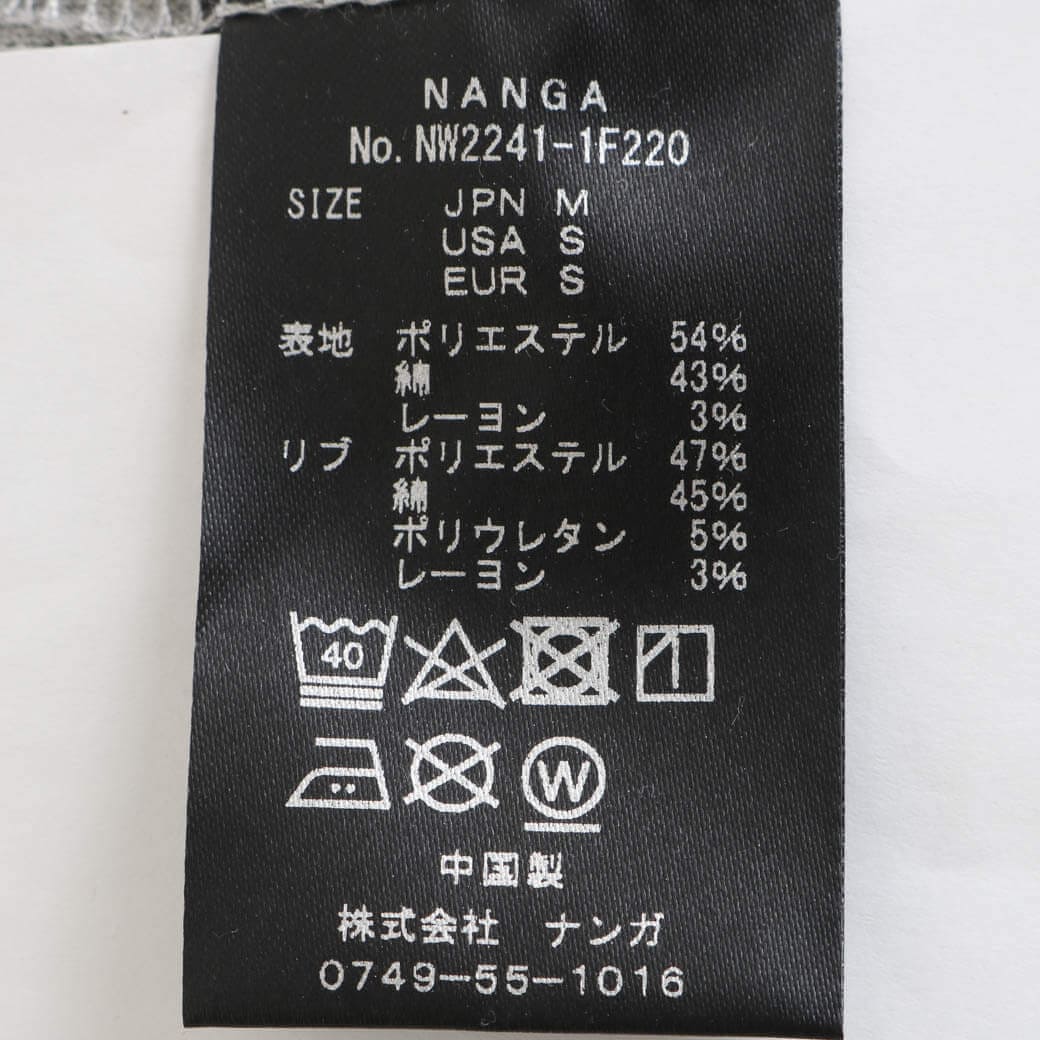 NANGA
No. NW2241-1F220
SIZE JPN M
USA S
EUR S
表地 ポリエステル 54%
綿 43%
レーヨン 3%
リブ ポリエステル 47%
綿 45%
ポリウレタン 5%
レーヨン 3%
40
W
中国製
株式会社 ナンガ
0749-55-1016